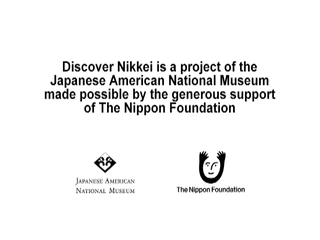 Discover Nikkei is a project of the
Japanese American National Museum
made possible by the generous support
of The Nippon Foundation
JAPANESE AMERICAN
NATIONAL MUSEUM
The Nippon Foundation